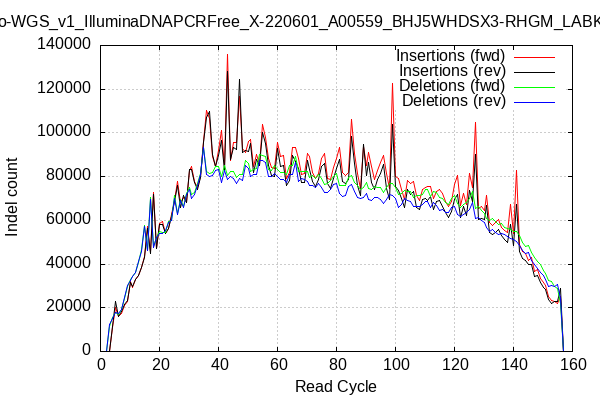 o-WGS_v1_IlluminaDNAPCRFree_X-220601_A00559_BHJ5WHDSX3-RHGM_LABK
Insertions (fwd)
Insertions (rev)
Deletions (fwd)
Deletions (rev)
Indel count
140000
120000
100000
80000
60000
40000
20000
0
0 20 40 60 80 100 120 140 160
Read Cycle